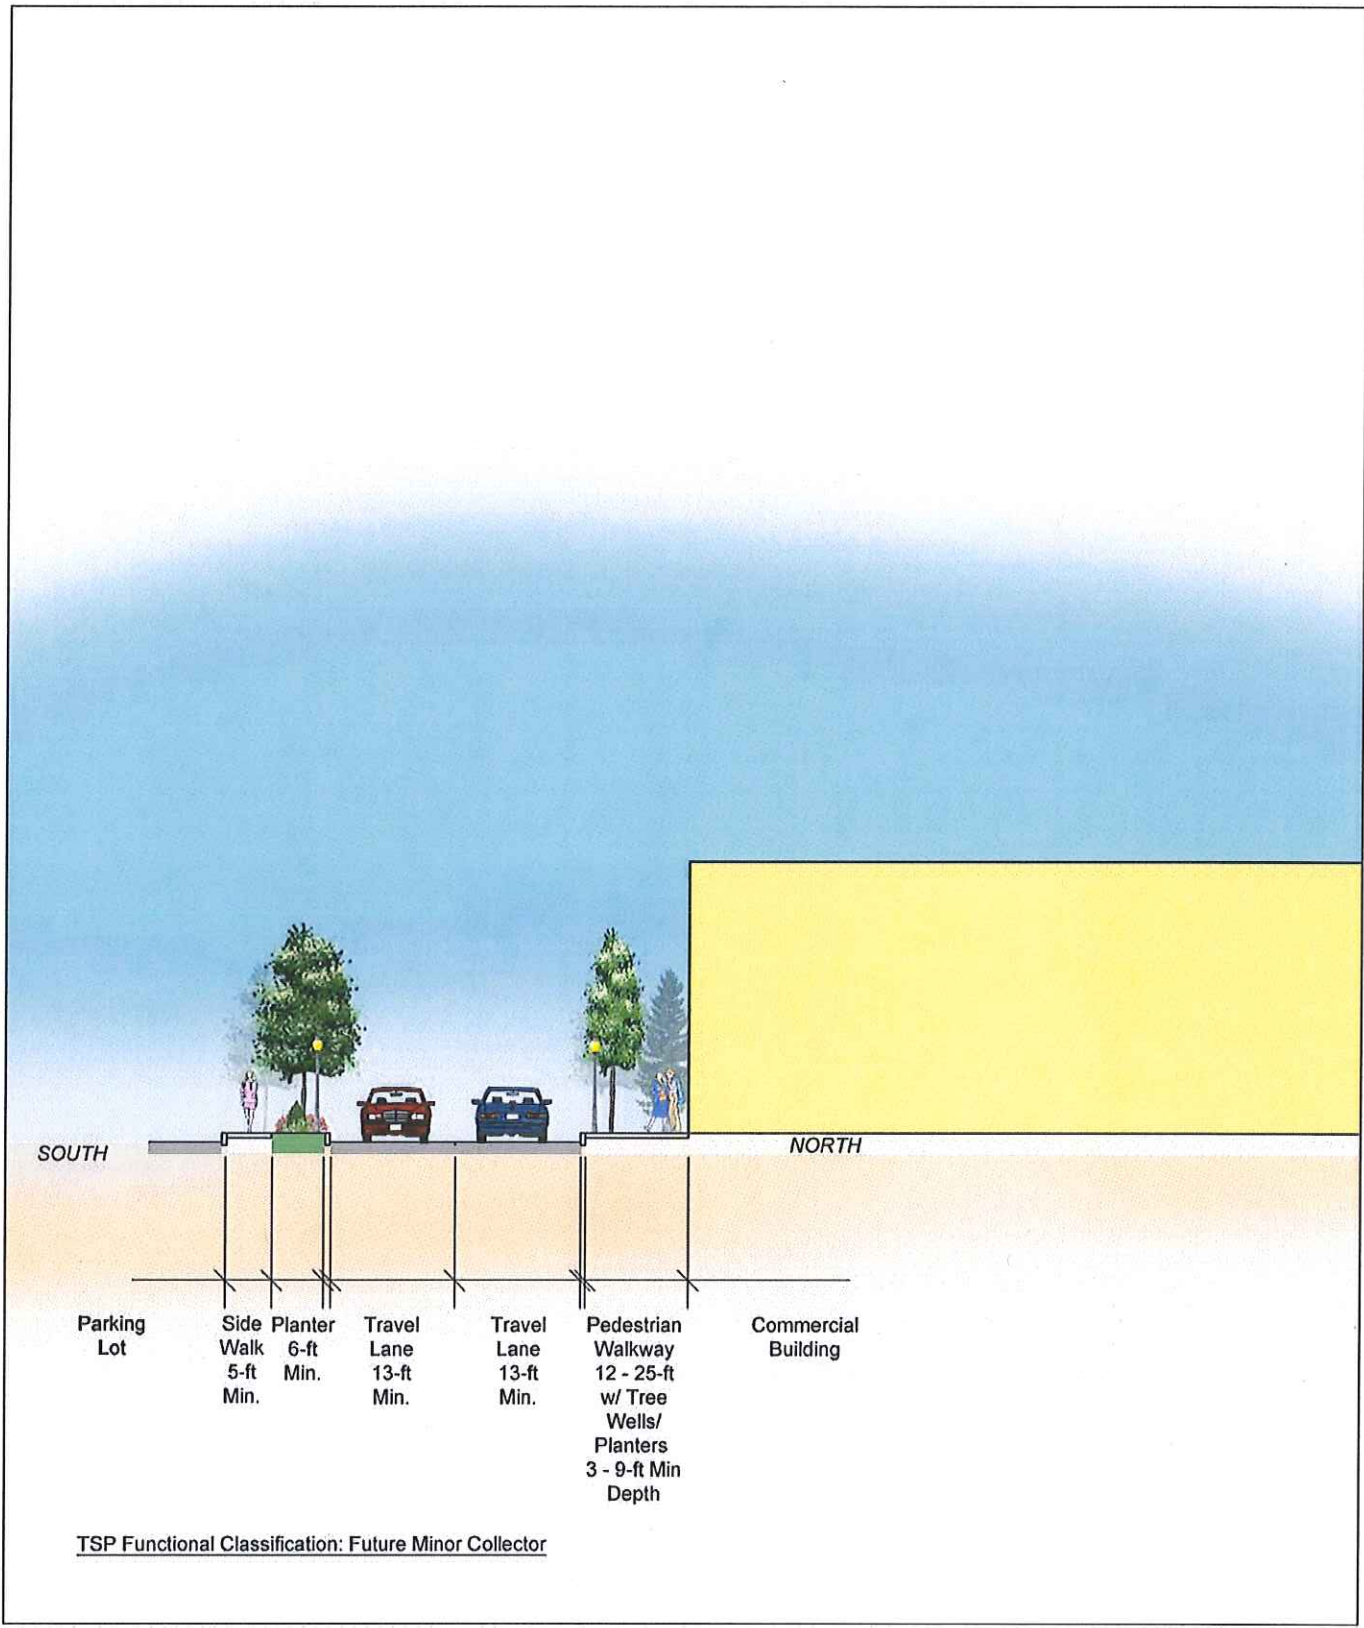 SOUTH
NORTH
Parking
Lot
Side
Walk
5-ft
Min.
Planter
6-ft
Min.
Travel
Lane
13-ft
Min.
Travel
Lane
13-ft
Min.
Pedestrian
Walkway
12 - 25-ft
w/ Tree
Wells/
Planters
3 - 9-ft Min
Depth
Commercial
Building
TSP Functional Classification: Future Minor Collector